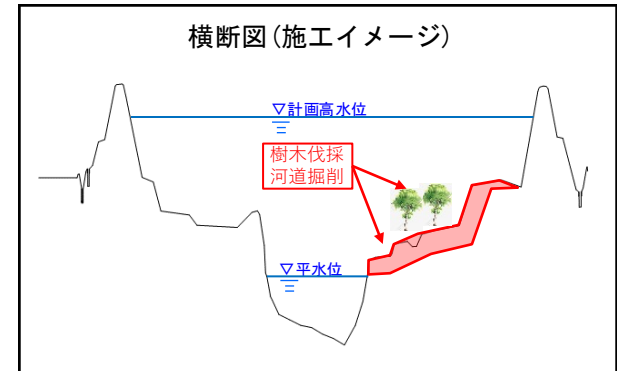 横断図(施工イメージ)
▽計画高水位
樹木伐採
河道掘削
▽平水位